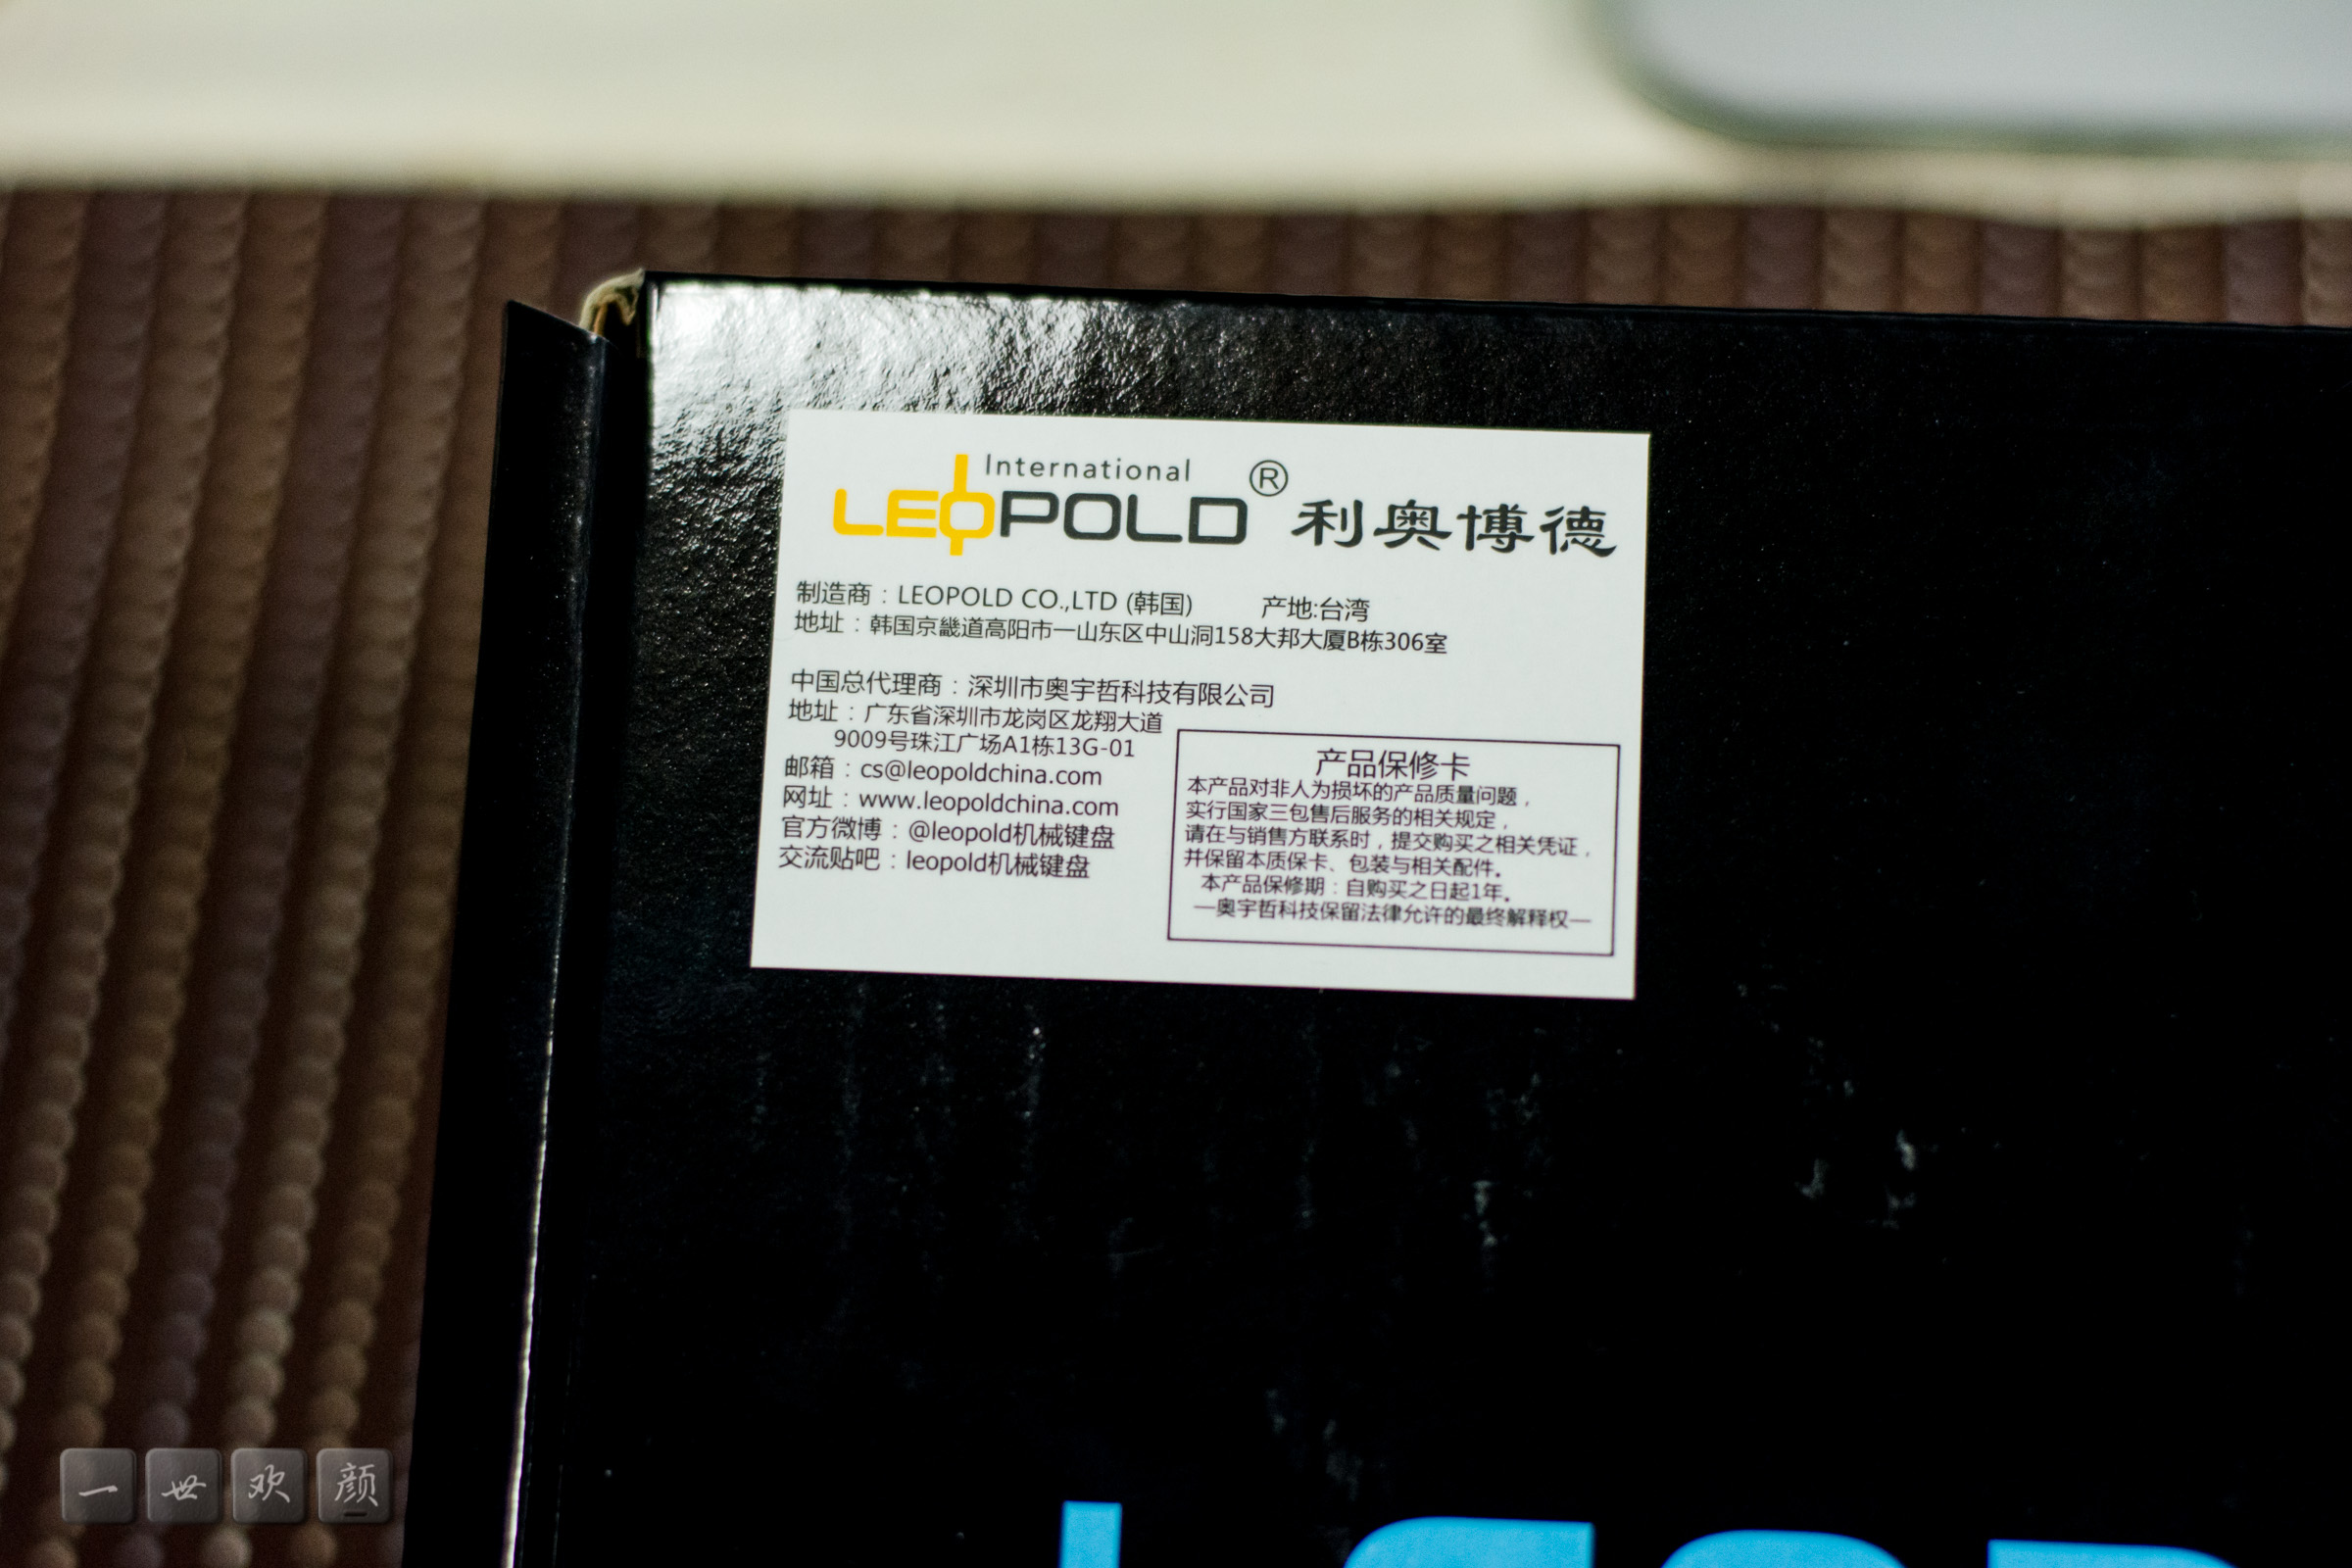 International
LEOPOLD® 利奥博德
制造商：LEOPOLD CO.,LTD (韩国) 产地:台湾
地址：韩国京畿道高阳市一山东区中山洞158大邦大厦B栋306室
中国总代理商：深圳市奥宇哲科技有限公司
地址：广东省深圳市龙岗区龙翔大道
9009号珠江广场A1栋13G-01
邮箱：cs@leopoldchina.com
网址：www.leopoldchina.com
官方微博：@leopold机械键盘
交流贴吧：leopold机械键盘
产品保修卡
本产品对非人为损坏的产品质量问题，
实行国家三包售后服务的相关规定，
请在与销售方联系时，提交购买之相关凭证，
并保留本质保卡、包装与相关配件。
本产品保修期：自购买之日起1年。
—奥宇哲科技保留法律允许的最终解释权—
一世欢颜